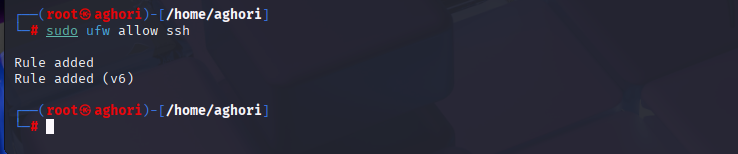 ┌──(root㉿aghori)-[/home/aghori]
└─# sudo ufw allow ssh
Rule added
Rule added (v6)
┌──(root㉿aghori)-[/home/aghori]
└─#